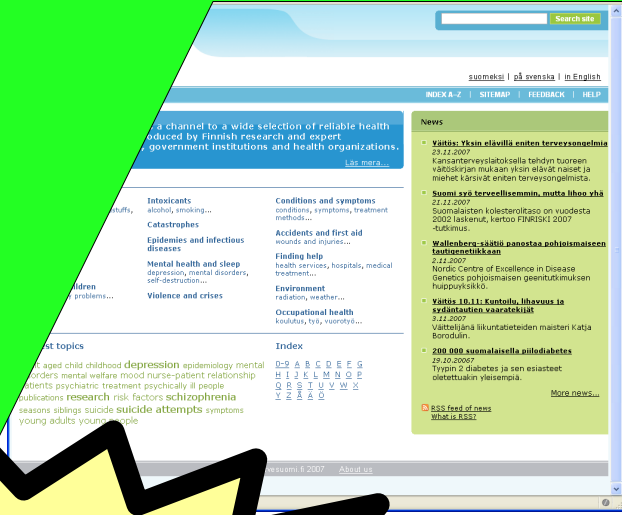 Search site
suomeksi | på svenska | in English
INDEX A-Z | SITEMAP | FEEDBACK | HELP
a channel to a wide selection of reliable health
produced by Finnish research and expert
, government institutions and health organizations.
Läs mera...
News
Väitös: Yksin elävillä eniten terveysongelmia
23.11.2007
Kansanterveyslaitoksella tehdyn tuoreen
väitöskirjan mukaan yksin elävät naiset ja
miehet kärsivät eniten terveysongelmista.
Suomi syö terveellisemmin, mutta lihoo yhä
21.11.2007
Suomalaisten kolesterolitaso on vuodesta
2002 laskenut, kertoo FINRISKI 2007
-tutkimus.
Wallenberg-säätiö panostaa pohjoismaiseen
tautigenetiikkaan
2.11.2007
Nordic Centre of Excellence in Disease
Genetics pohjoismaisen geenitutkimuksen
huippuyksikkö.
Väitös 10.11: Kuntoilu, lihavuus ja
sydäntautien vaaratekijät
3.11.2007
Väittelijänä liikuntatieteiden maisteri Katja
Borodulin.
200 000 suomalaisella piilodiabetes
19.10.20067
Tyypin 2 diabetes ja sen esiasteet
oletettuakin yleisempiä.
More news...
RSS feed of news
What is RSS?
stuffs,
ildren
y problems...
Intoxicants
alcohol, smoking...
Catastrophes
Epidemies and infectious
diseases
Mental health and sleep
depression, mental disorders,
self-destruction...
Violence and crises
Conditions and symptoms
conditions, symptoms, treatment
methods...
Accidents and first aid
wounds and injuries...
Finding help
health services, hospitals, medical
treatment...
Environment
radiation, weather...
Occupational health
koulutus, työ, vuorotyö...
st topics
aged child childhood depression epidemiology mental
orders mental welfare mood nurse-patient relationship
patients psychiatric treatment psychically ill people
publications research risk factors schizophrenia
seasons siblings suicide suicide attempts symptoms
young adults young people
Index
0-9 A B C D E F G
H I J K L M N O P
Q R S T U V W X
Y Z Å Ä Ö
vesuomi.fi 2007 About us